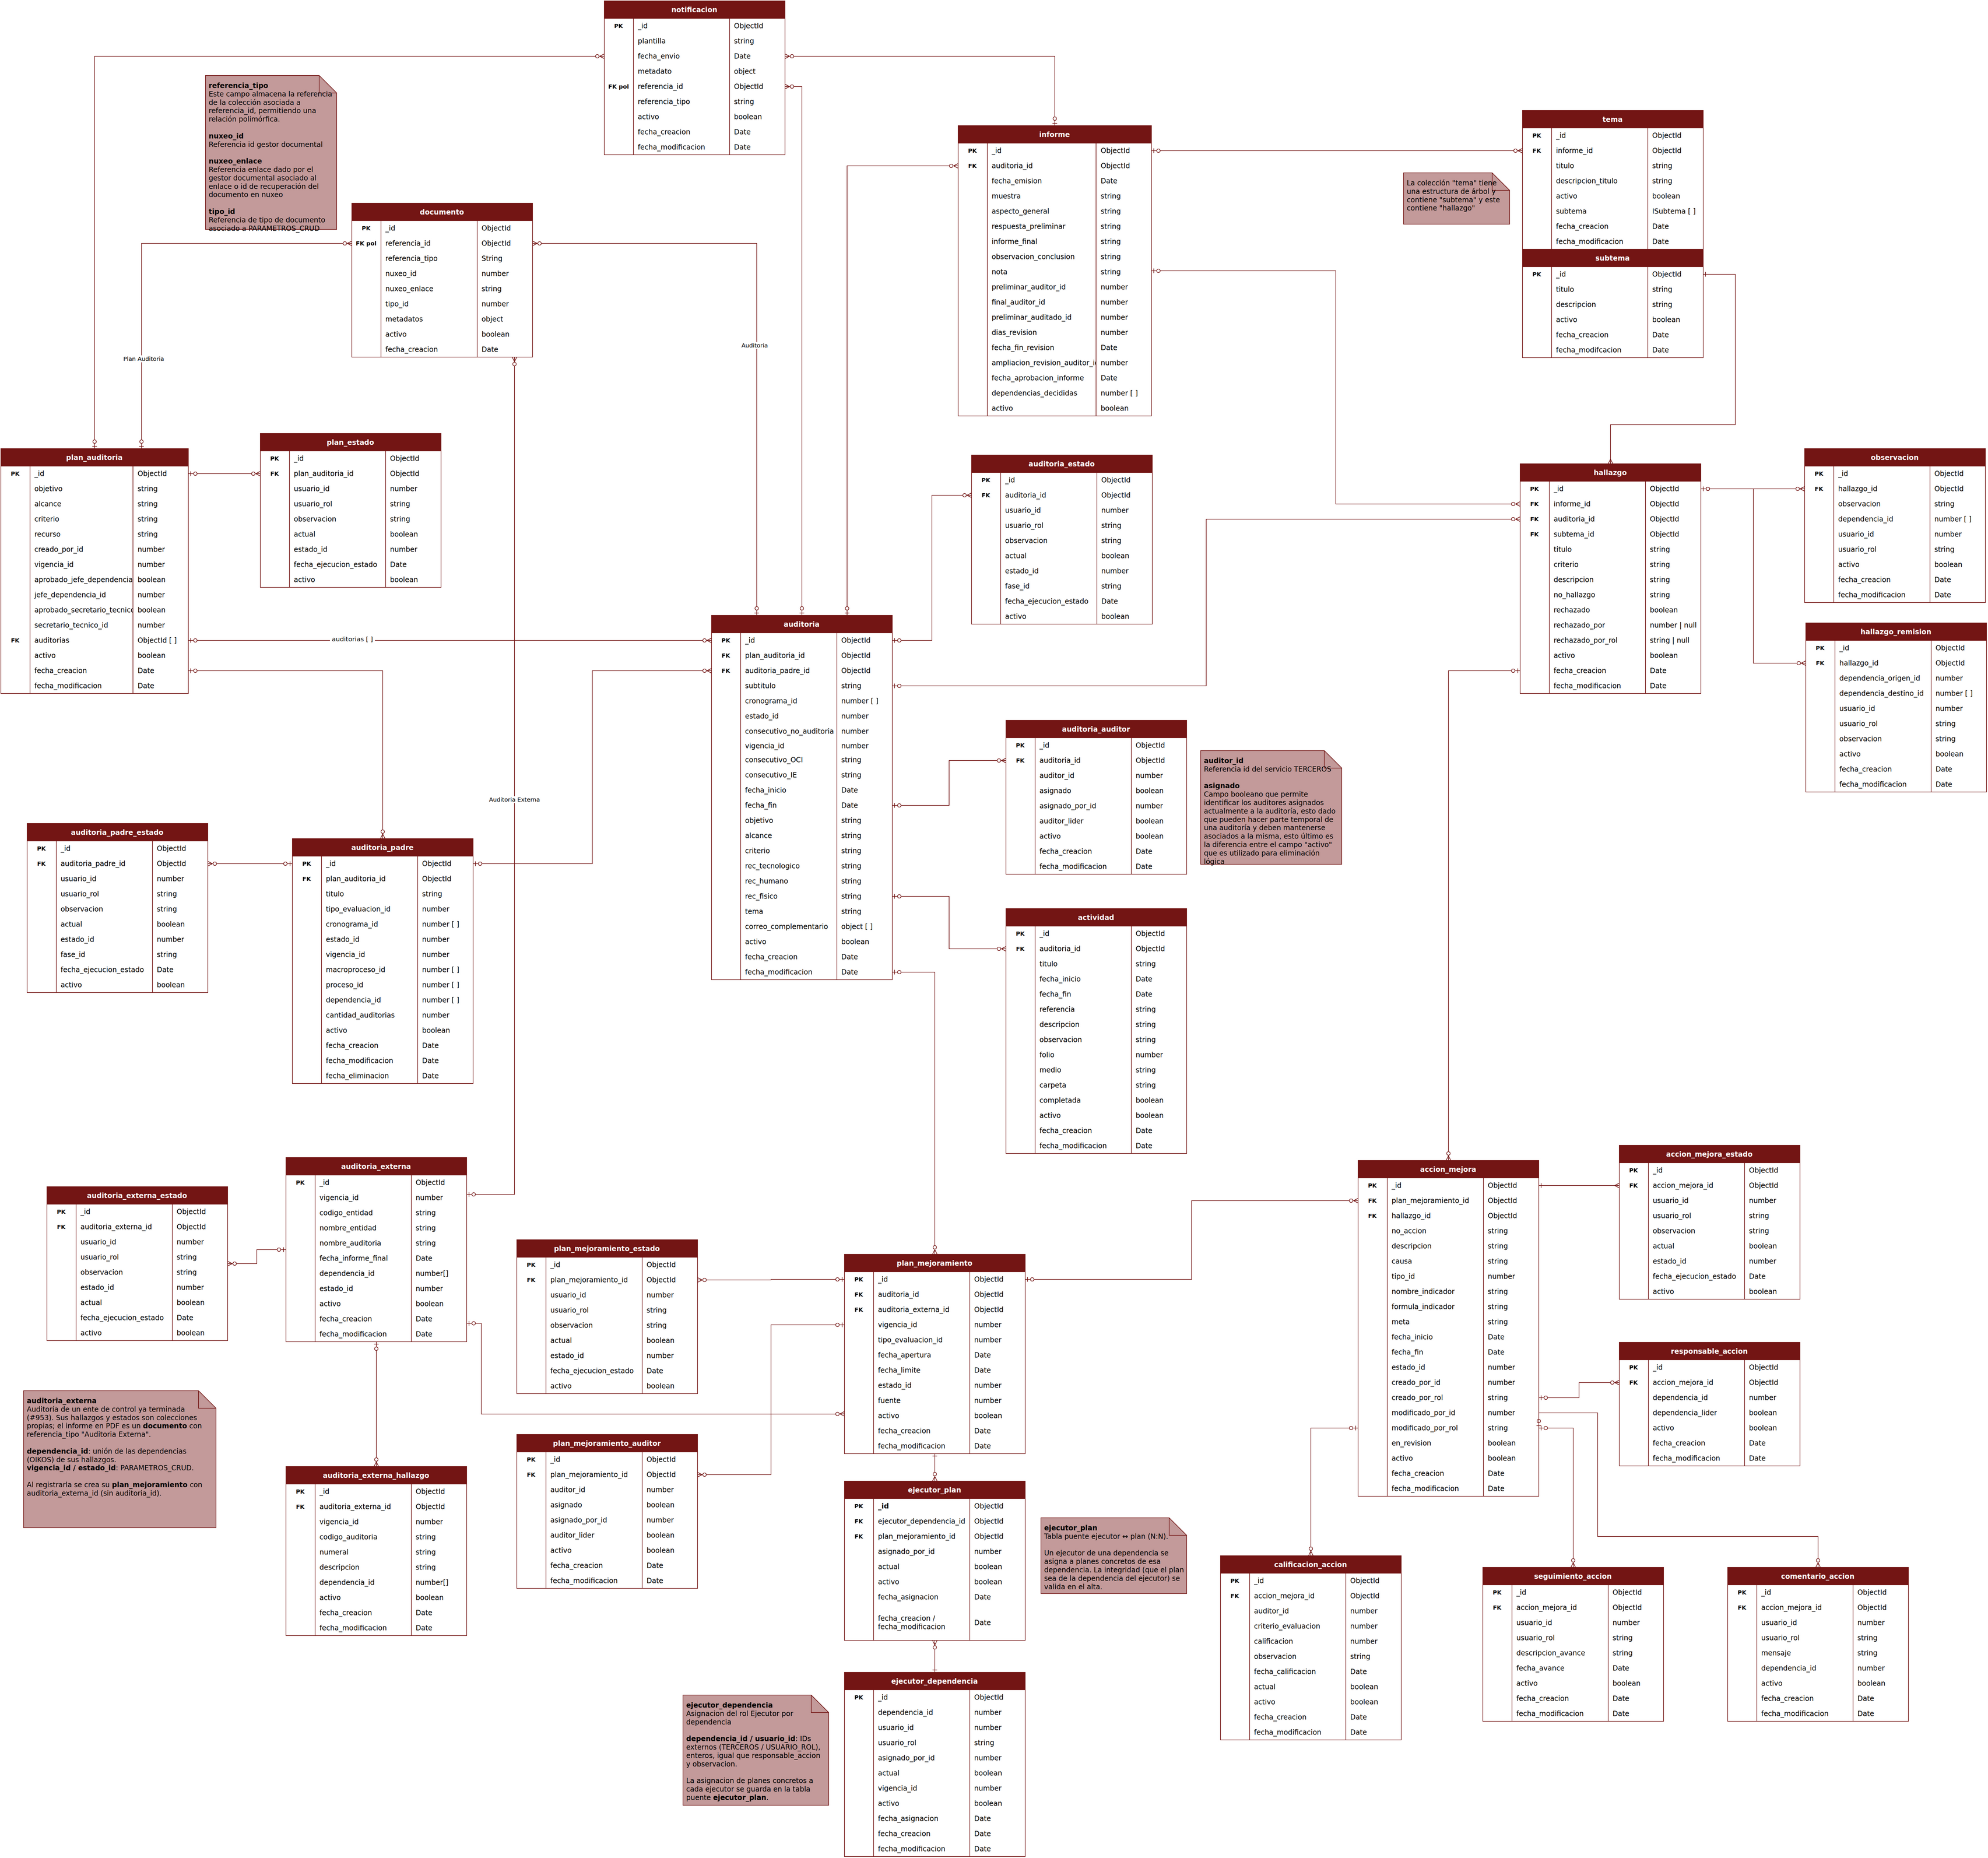 notificacion
PK _id ObjectId
plantilla string
fecha_envio Date
metadato object
FK pol referencia_id ObjectId
referencia_tipo string
activo boolean
fecha_creacion Date
fecha_modificacion Date
referencia_tipo
Este campo almacena la referencia
de la colección asociada a
referencia_id, permitiendo una
relación polimórfica.
nuxeo_id
Referencia id gestor documental
nuxeo_enlace
Referencia enlace dado por el
gestor documental asociado al
enlace o id de recuperación del
documento en nuxeo
tipo_id
Referencia de tipo de documento
asociado a PARAMETROS_CRUD
documento
PK _id ObjectId
FK pol referencia_id ObjectId
referencia_tipo String
nuxeo_id number
nuxeo_enlace string
tipo_id number
metadatos object
activo boolean
fecha_creacion Date
informe
PK _id ObjectId
FK auditoria_id ObjectId
fecha_emision Date
muestra string
aspecto_general string
respuesta_preliminar string
informe_final string
observacion_conclusion string
nota string
preliminar_auditor_id number
final_auditor_id number
preliminar_auditado_id number
dias_revision number
fecha_fin_revision Date
ampliacion_revision_auditor_i number
fecha_aprobacion_informe Date
dependencias_decididas number [ ]
activo boolean
tema
PK _id ObjectId
FK informe_id ObjectId
titulo string
descripcion_titulo string
activo boolean
subtema ISubtema [ ]
fecha_creacion Date
fecha_modificacion Date
subtema
PK _id ObjectId
titulo string
descripcion string
activo boolean
fecha_creacion Date
fecha_modifcacion Date
La colección "tema" tiene
una estructura de árbol y
contiene "subtema" y este
contiene "hallazgo"
Plan Auditoria
Auditoria
plan_auditoria
PK _id ObjectId
objetivo string
alcance string
criterio string
recurso string
creado_por_id number
vigencia_id number
aprobado_jefe_dependencia boolean
jefe_dependencia_id number
aprobado_secretario_tecnico boolean
secretario_tecnico_id number
FK auditorias ObjectId [ ]
activo boolean
fecha_creacion Date
fecha_modificacion Date
plan_estado
PK _id ObjectId
FK plan_auditoria_id ObjectId
usuario_id number
usuario_rol string
observacion string
actual boolean
estado_id number
fecha_ejecucion_estado Date
activo boolean
auditorias [ ]
auditoria_estado
PK _id ObjectId
FK auditoria_id ObjectId
usuario_id number
usuario_rol string
observacion string
actual boolean
estado_id number
fase_id string
fecha_ejecucion_estado Date
activo boolean
hallazgo
PK _id ObjectId
FK informe_id ObjectId
FK auditoria_id ObjectId
FK subtema_id ObjectId
titulo string
criterio string
descripcion string
no_hallazgo string
rechazado boolean
rechazado_por number | null
rechazado_por_rol string | null
activo boolean
fecha_creacion Date
fecha_modificacion Date
observacion
PK _id ObjectId
FK hallazgo_id ObjectId
observacion string
dependencia_id number [ ]
usuario_id number
usuario_rol string
activo boolean
fecha_creacion Date
fecha_modificacion Date
hallazgo_remision
PK _id ObjectId
FK hallazgo_id ObjectId
dependencia_origen_id number
dependencia_destino_id number [ ]
usuario_id number
usuario_rol string
observacion string
activo boolean
fecha_creacion Date
fecha_modificacion Date
auditoria
PK _id ObjectId
FK plan_auditoria_id ObjectId
FK auditoria_padre_id ObjectId
subtitulo string
cronograma_id number [ ]
estado_id number
consecutivo_no_auditoria number
vigencia_id number
consecutivo_OCI string
consecutivo_IE string
fecha_inicio Date
fecha_fin Date
objetivo string
alcance string
criterio string
rec_tecnologico string
rec_humano string
rec_fisico string
tema string
correo_complementario object [ ]
activo boolean
fecha_creacion Date
fecha_modificacion Date
auditoria_auditor
PK _id ObjectId
FK auditoria_id ObjectId
auditor_id number
asignado boolean
asignado_por_id number
auditor_lider boolean
activo boolean
fecha_creacion Date
fecha_modificacion Date
auditor_id
Referencia id del servicio TERCEROS
asignado
Campo booleano que permite
identificar los auditores asignados
actualmente a la auditoría, esto dado
que pueden hacer parte temporal de
una auditoría y deben mantenerse
asociados a la misma, esto último es
la diferencia entre el campo "activo"
que es utilizado para eliminación
lógica
Auditoria Externa
auditoria_padre_estado
PK _id ObjectId
FK auditoria_padre_id ObjectId
usuario_id number
usuario_rol string
observacion string
actual boolean
estado_id number
fase_id string
fecha_ejecucion_estado Date
activo boolean
auditoria_padre
PK _id ObjectId
FK plan_auditoria_id ObjectId
titulo string
tipo_evaluacion_id number
cronograma_id number [ ]
estado_id number
vigencia_id number
macroproceso_id number [ ]
proceso_id number [ ]
dependencia_id number [ ]
cantidad_auditorias number
activo boolean
fecha_creacion Date
fecha_modificacion Date
fecha_eliminacion Date
actividad
PK _id ObjectId
FK auditoria_id ObjectId
titulo string
fecha_inicio Date
fecha_fin Date
referencia string
descripcion string
observacion string
folio number
medio string
carpeta string
completada boolean
activo boolean
fecha_creacion Date
fecha_modificacion Date
auditoria_externa
PK _id ObjectId
vigencia_id number
codigo_entidad string
nombre_entidad string
nombre_auditoria string
fecha_informe_final Date
dependencia_id number[]
estado_id number
activo boolean
fecha_creacion Date
fecha_modificacion Date
auditoria_externa_estado
PK _id ObjectId
FK auditoria_externa_id ObjectId
usuario_id number
usuario_rol string
observacion string
estado_id number
actual boolean
fecha_ejecucion_estado Date
activo boolean
auditoria_externa
Auditoría de un ente de control ya terminada
(#953). Sus hallazgos y estados son colecciones
propias; el informe en PDF es un documento con
referencia_tipo "Auditoria Externa".
dependencia_id: unión de las dependencias
(OIKOS) de sus hallazgos.
vigencia_id / estado_id: PARAMETROS_CRUD.
Al registrarla se crea su plan_mejoramiento con
auditoria_externa_id (sin auditoria_id).
auditoria_externa_hallazgo
PK _id ObjectId
FK auditoria_externa_id ObjectId
vigencia_id number
codigo_auditoria string
numeral string
descripcion string
dependencia_id number[]
activo boolean
fecha_creacion Date
fecha_modificacion Date
plan_mejoramiento_estado
PK _id ObjectId
FK plan_mejoramiento_id ObjectId
usuario_id number
usuario_rol string
observacion string
actual boolean
estado_id number
fecha_ejecucion_estado Date
activo boolean
plan_mejoramiento_auditor
PK _id ObjectId
FK plan_mejoramiento_id ObjectId
auditor_id number
asignado boolean
asignado_por_id number
auditor_lider boolean
activo boolean
fecha_creacion Date
fecha_modificacion Date
plan_mejoramiento
PK _id ObjectId
FK auditoria_id ObjectId
FK auditoria_externa_id ObjectId
vigencia_id number
tipo_evaluacion_id number
fecha_apertura Date
fecha_limite Date
estado_id number
fuente number
activo boolean
fecha_creacion Date
fecha_modificacion Date
ejecutor_plan
PK _id ObjectId
FK ejecutor_dependencia_id ObjectId
FK plan_mejoramiento_id ObjectId
asignado_por_id number
actual boolean
activo boolean
fecha_asignacion Date
fecha_creacion /
fecha_modificacion Date
ejecutor_plan
Tabla puente ejecutor ↔ plan (N:N).
Un ejecutor de una dependencia se
asigna a planes concretos de esa
dependencia. La integridad (que el plan
sea de la dependencia del ejecutor) se
valida en el alta.
ejecutor_dependencia
PK _id ObjectId
dependencia_id number
usuario_id number
usuario_rol string
asignado_por_id number
actual boolean
vigencia_id number
activo boolean
fecha_asignacion Date
fecha_creacion Date
fecha_modificacion Date
ejecutor_dependencia
Asignacion del rol Ejecutor por
dependencia
dependencia_id / usuario_id: IDs
externos (TERCEROS / USUARIO_ROL),
enteros, igual que responsable_accion
y observacion.
La asignacion de planes concretos a
cada ejecutor se guarda en la tabla
puente ejecutor_plan.
accion_mejora
PK _id ObjectId
FK plan_mejoramiento_id ObjectId
FK hallazgo_id ObjectId
no_accion string
descripcion string
causa string
tipo_id number
nombre_indicador string
formula_indicador string
meta string
fecha_inicio Date
fecha_fin Date
estado_id number
creado_por_id number
creado_por_rol string
modificado_por_id number
modificado_por_rol string
en_revision boolean
activo boolean
fecha_creacion Date
fecha_modificacion Date
accion_mejora_estado
PK _id ObjectId
FK accion_mejora_id ObjectId
usuario_id number
usuario_rol string
observacion string
actual boolean
estado_id number
fecha_ejecucion_estado Date
activo boolean
responsable_accion
PK _id ObjectId
FK accion_mejora_id ObjectId
dependencia_id number
dependencia_lider boolean
activo boolean
fecha_creacion Date
fecha_modificacion Date
calificacion_accion
PK _id ObjectId
FK accion_mejora_id ObjectId
auditor_id number
criterio_evaluacion number
calificacion number
observacion string
fecha_calificacion Date
actual boolean
activo boolean
fecha_creacion Date
fecha_modificacion Date
seguimiento_accion
PK _id ObjectId
FK accion_mejora_id ObjectId
usuario_id number
usuario_rol string
descripcion_avance string
fecha_avance Date
activo boolean
fecha_creacion Date
fecha_modificacion Date
comentario_accion
PK _id ObjectId
FK accion_mejora_id ObjectId
usuario_id number
usuario_rol string
mensaje string
dependencia_id number
activo boolean
fecha_creacion Date
fecha_modificacion Date